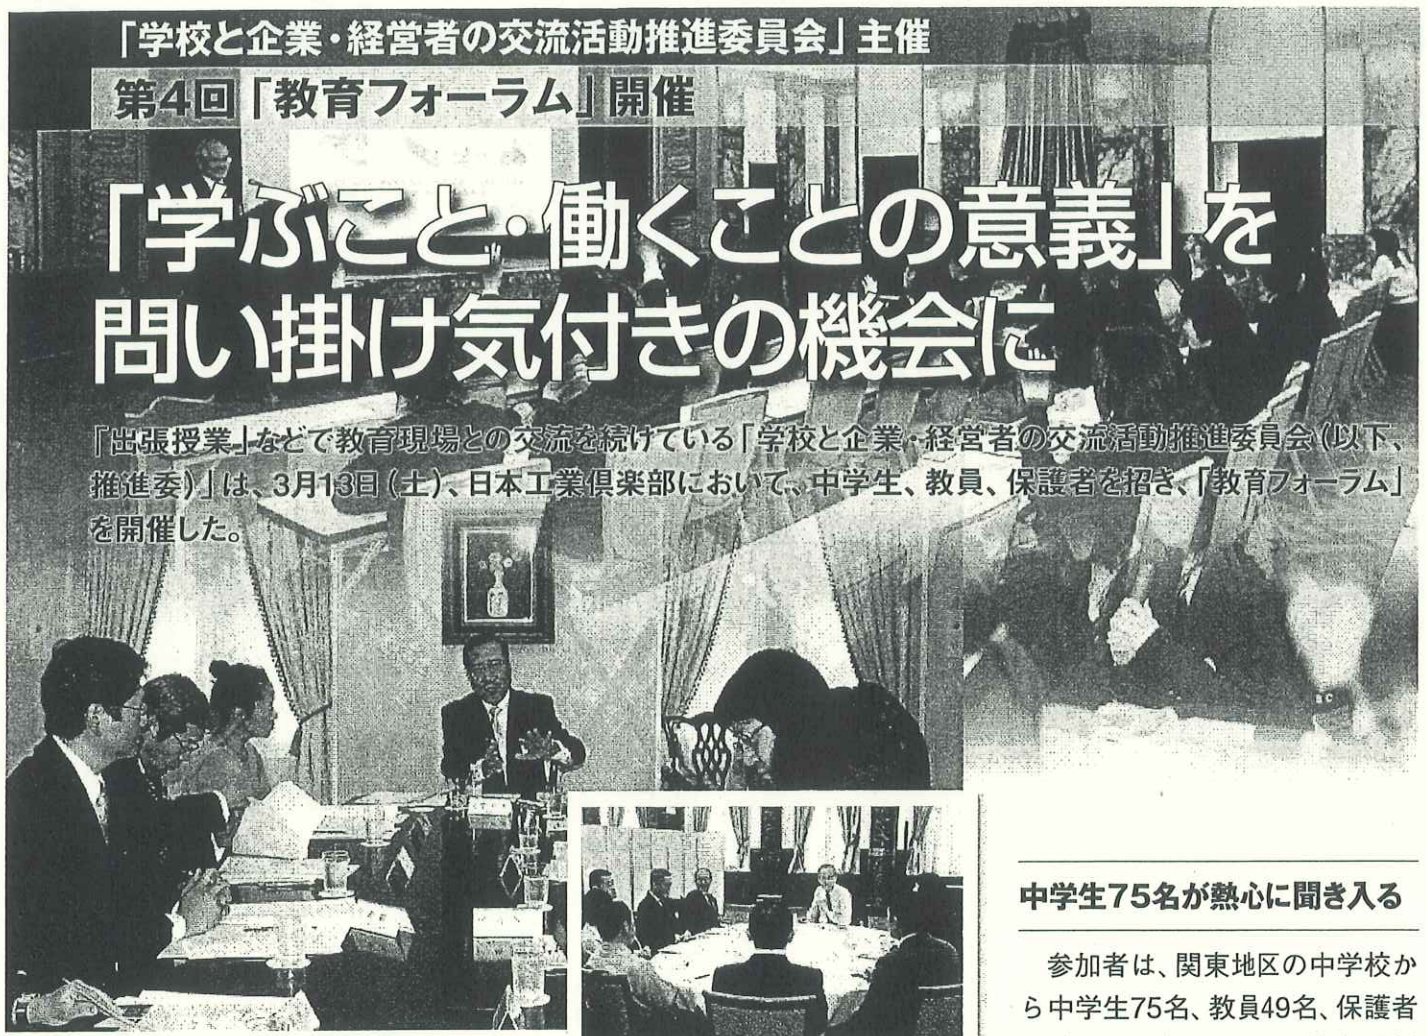 「学校と企業・経営者の交流活動推進委員会」主催
第4回「教育フォーラム」開催
「学ぶこと・働くことの意義」を
問い掛け気付きの機会に
「出張授業」などで教育現場との交流を続けている「学校と企業・経営者の交流活動推進委員会(以下、
推進委)」は、3月13日(土)、日本工業倶楽部において、中学生、教員、保護者を招き、「教育フォーラム」
を開催した。
中学生75名が熱心に聞き入る
参加者は、関東地区の中学校か
ら中学生75名、教員49名、保護者